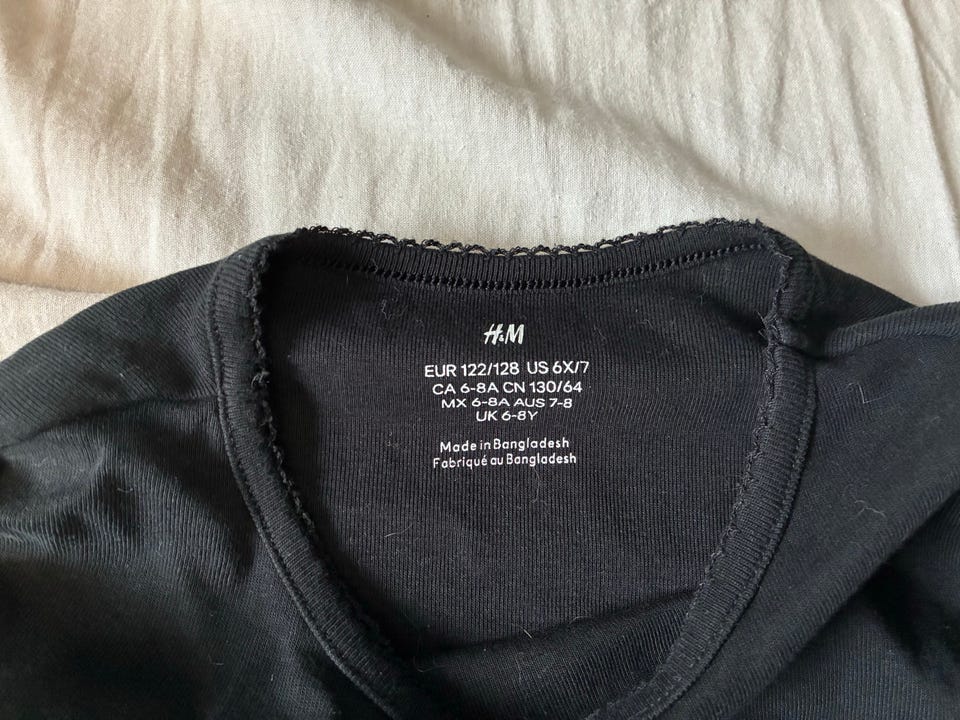 H&M
EUR 122/128 US 6X/7
CA 6-8A CN 130/64
MX 6-8A AUS 7-8
UK 6-8Y
Made in Bangladesh
Fabriqué au Bangladesh